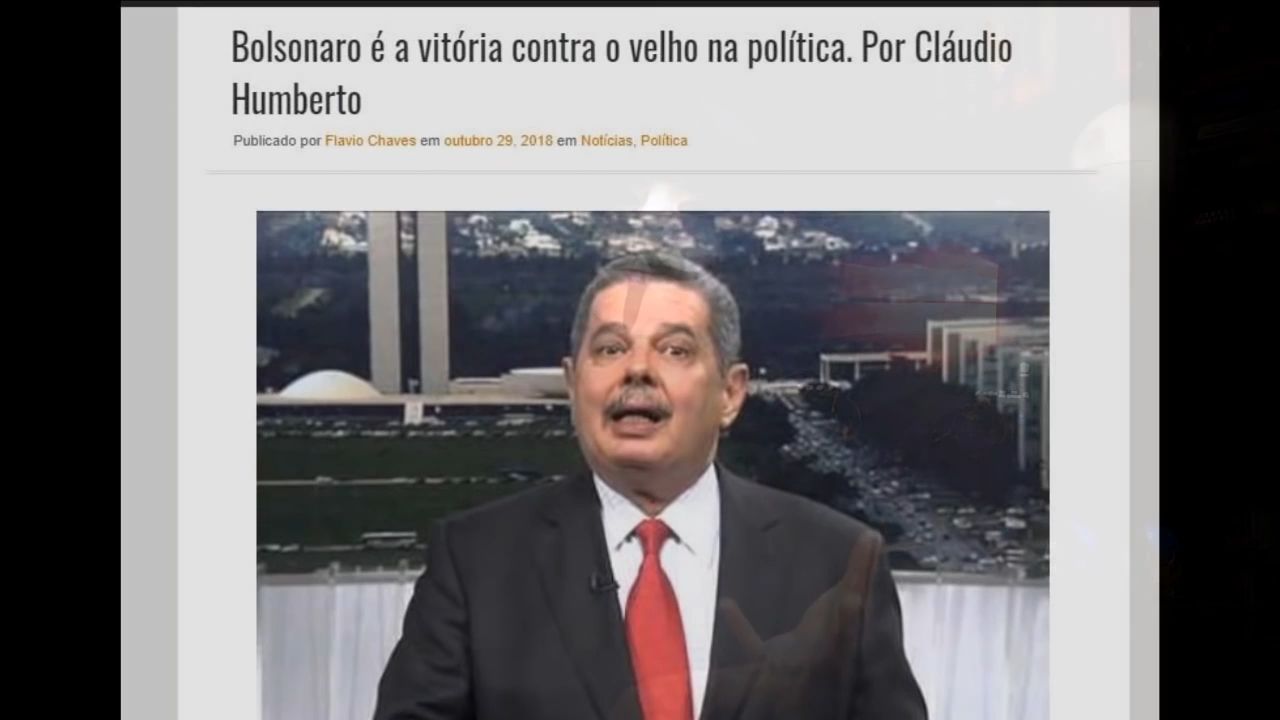 Bolsonaro é a vitória contra o velho na política. Por Cláudio
Humberto
Publicado por Flavio Chaves em outubro 29, 2018 em Notícias, Política